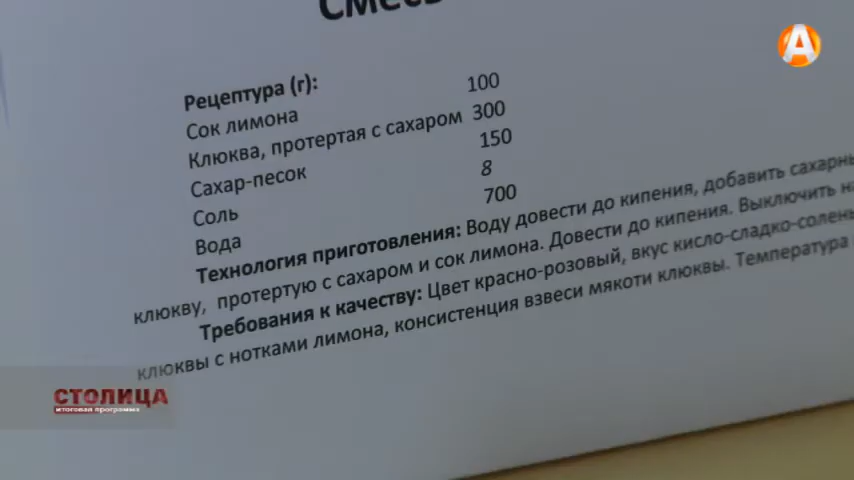 Рецептура (г):
Сок лимона 100
Клюква, протертая с сахаром 300
Сахар-песок 150
Соль 8
Вода 700
Технология приготовления: Воду довести до кипения, добавить
клюкву, протертую с сахаром и сок лимона. Довести до кипения. Выключить
Требования к качеству: Цвет красно-розовый, вкус кисло-сладко-солены
клюквы с нотками лимона, консистенция взвеси мякоти клюквы. Температура
А
СТОЛИЦА
итоговая программа